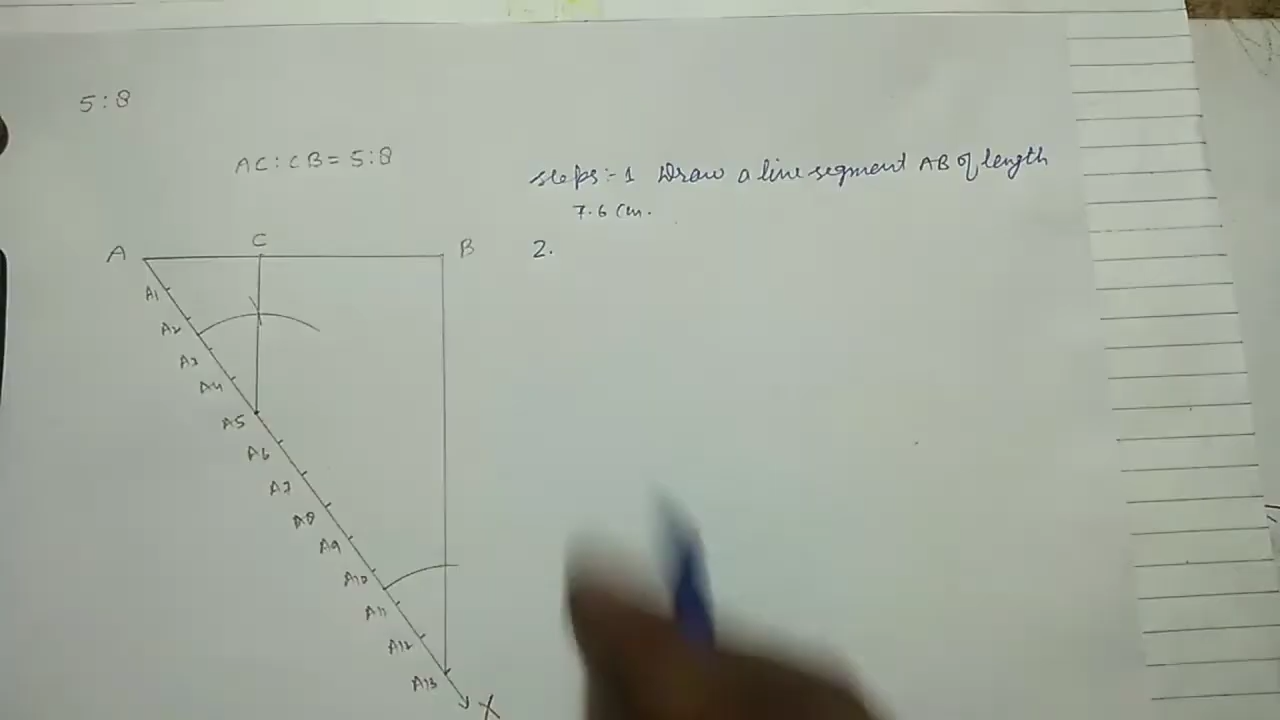 5:8
AC:CB=5:8
steps:- 1 Draw a line segment AB of length
7.6 cm.
2.
A
C
B
A1
A2
A3
A4
A5
A6
A7
A8
A9
A10
A11
A12
A13
X